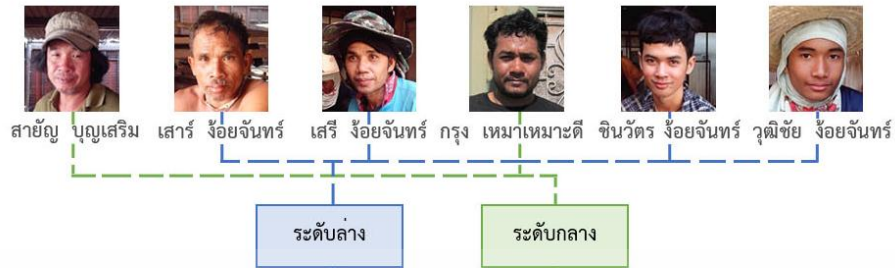 สายัญ บุญเสริม เสาร์ ง้อยจันทร์ เสรี ง้อยจันทร์ กรุง เหมาเหมาะดี ชินวัตร ง้อยจันทร์ วุฒิชัย ง้อยจันทร์
ระดับล่าง ระดับกลาง